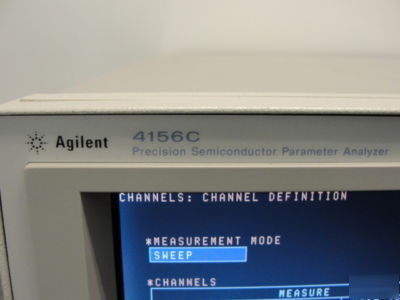 Agilent 4156C
Precision Semiconductor Parameter Analyzer
CHANNELS: CHANNEL DEFINITION
*MEASUREMENT MODE
SWEEP
*CHANNELS
MEASURE